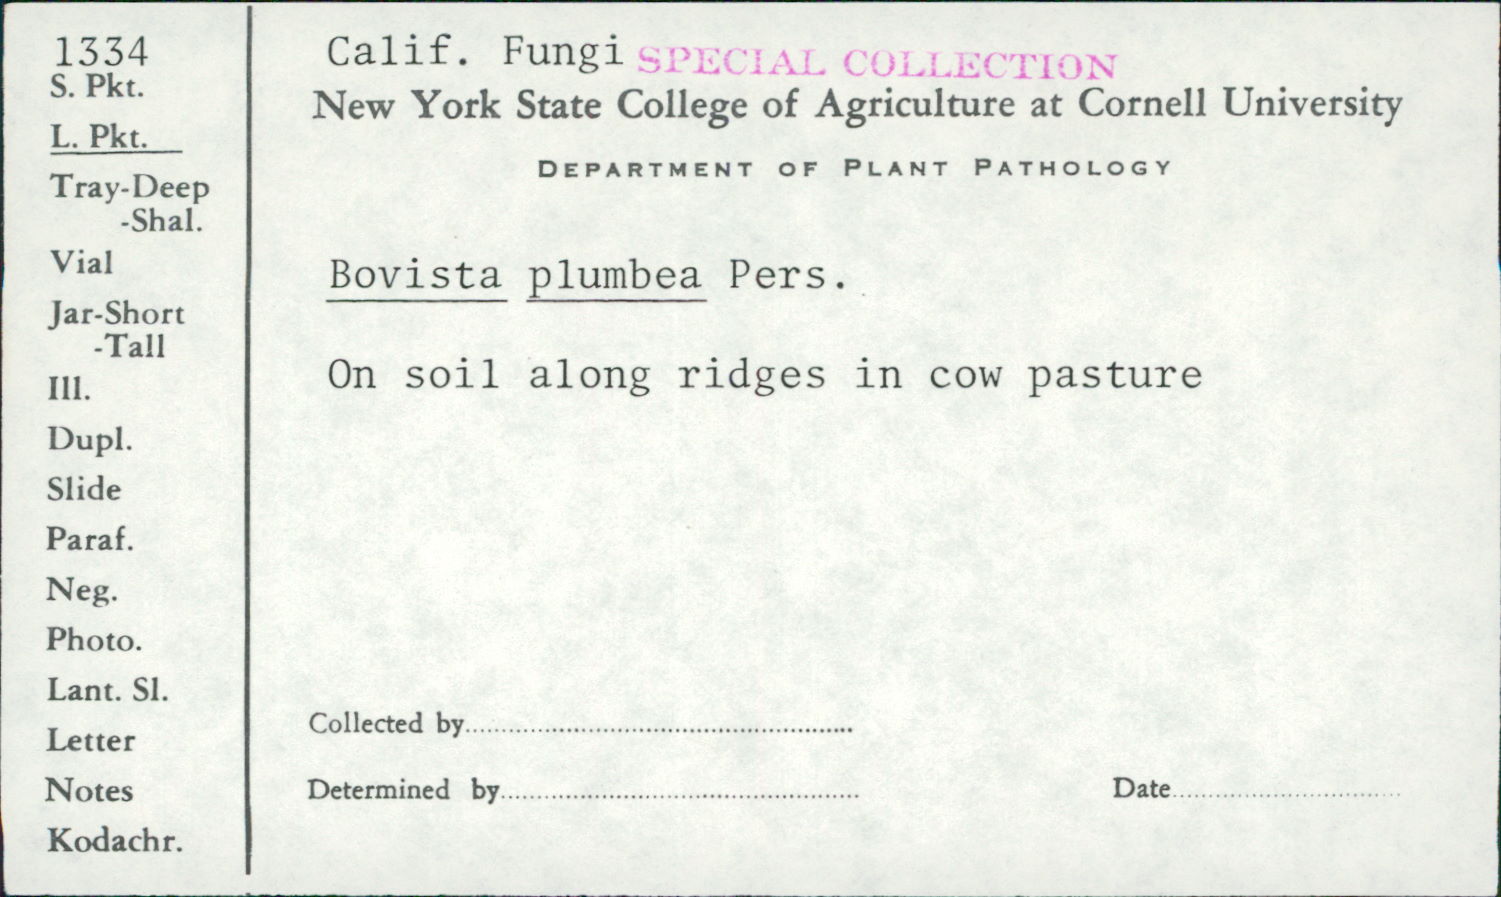 1334
S. Pkt.
L. Pkt.
Tray-Deep
-Shal.
Vial
Jar-Short
-Tall
Ill.
Dupl.
Slide
Paraf.
Neg.
Photo.
Lant. Sl.
Letter
Notes
Kodachr.
Calif. Fungi SPECIAL COLLECTION
New York State College of Agriculture at Cornell University
DEPARTMENT OF PLANT PATHOLOGY
Bovista plumbea Pers.
On soil along ridges in cow pasture
Collected by
Determined by
Date